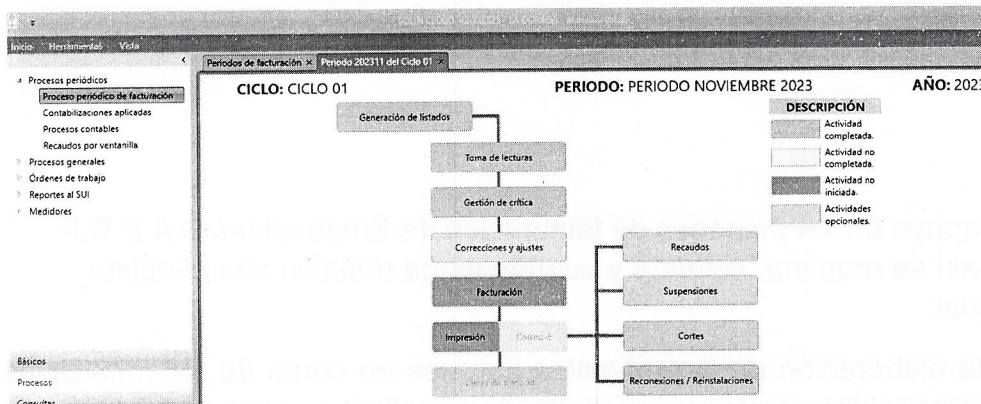 Inicio Herramientas Vista
Periodos de facturación × Periodo 202311 del Ciclo 01 ×
Procesos periódicos
Proceso periódico de facturación
Contabilizaciones aplicadas
Procesos contables
Recaudos por ventanilla
Procesos generales
Órdenes de trabajo
Reportes al SUI
Medidores
Básicos
Procesos
Consultas
CICLO: CICLO 01
PERIODO: PERIODO NOVIEMBRE 2023
AÑO: 2023
DESCRIPCIÓN
Actividad
completada.
Actividad no
completada.
Actividad no
iniciada.
Actividades
opcionales.
Generación de listados
Toma de lecturas
Gestión de crítica
Correcciones y ajustes
Facturación
Impresión
Recaudos
Suspensiones
Cortes
Reconexiones / Reinstalaciones